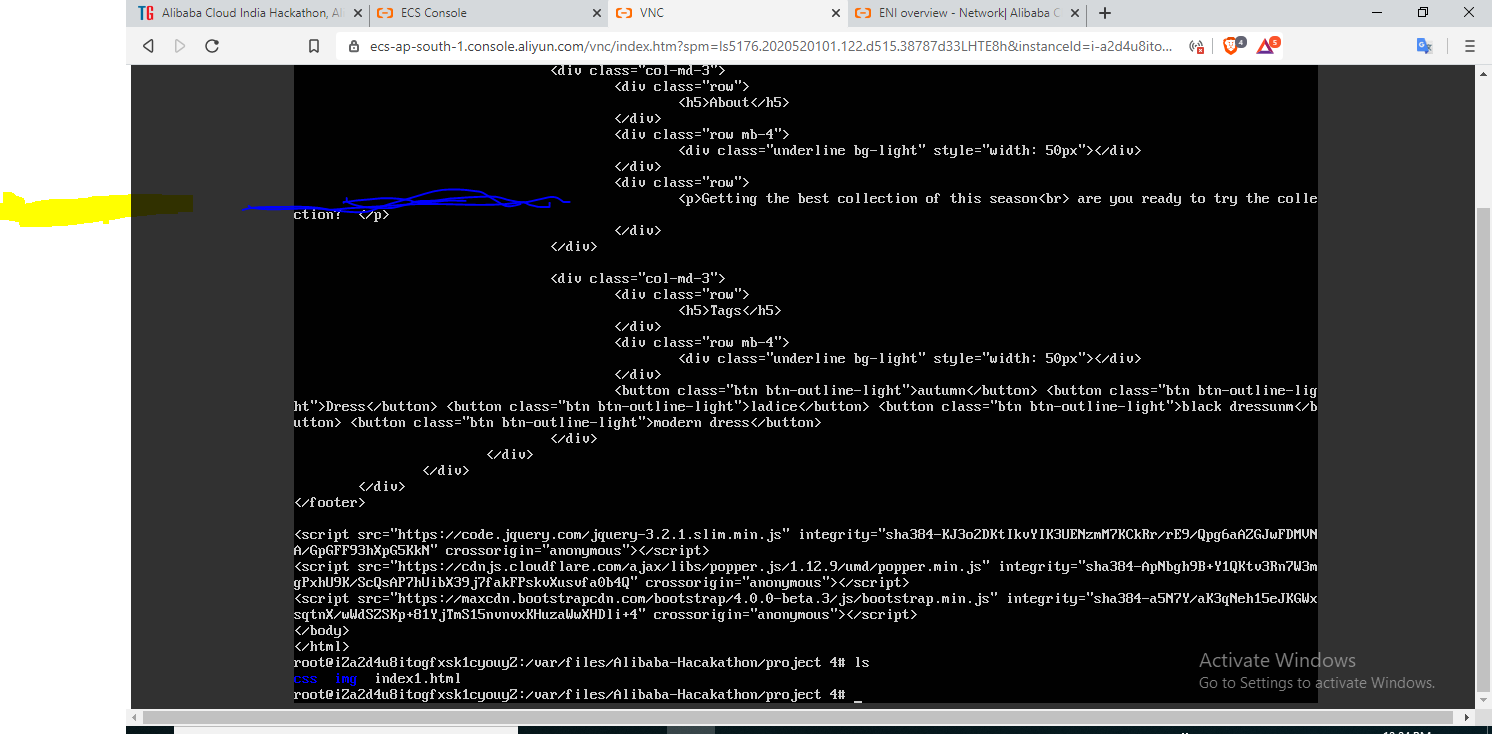 Alibaba Cloud India Hackathon, Al
ECS Console
VNC
ENI overview - Network| Alibaba C
ecs-ap-south-1.console.aliyun.com/vnc/index.htm?spm=ls5176.2020520101.122.d515.38787d33LHTE8h&instanceId=i-a2d4u8ito...
4
5
<div class="col-md-3">
<div class="row">
<h5>About</h5>
</div>
<div class="row mb-4">
<div class="underline bg-light" style="width: 50px"></div>
</div>
<div class="row">
<p>Getting the best collection of this season<br> are you ready to try the colle
ction?  </p>
</div>
</div>
<div class="col-md-3">
<div class="row">
<h5>Tags</h5>
</div>
<div class="row mb-4">
<div class="underline bg-light" style="width: 50px"></div>
</div>
<button class="btn btn-outline-light">autumn</button> <button class="btn btn-outline-lig
ht">Dress</button> <button class="btn btn-outline-light">ladice</button> <button class="btn btn-outline-light">black dressunm</b
utton> <button class="btn btn-outline-light">modern dress</button>
</div>
</div>
</div>
</div>
</footer>
<script src="https://code.jquery.com/jquery-3.2.1.slim.min.js" integrity="sha384-KJ3o2DKtIkvYIK3UENzmM7KCkRr/rE9/Qpg6aAZGJwFDMVN
A/GpGFF93hXpG5KkN" crossorigin="anonymous"></script>
<script src="https://cdnjs.cloudflare.com/ajax/libs/popper.js/1.12.9/umd/popper.min.js" integrity="sha384-ApNbgh9B+Y1QKtv3Rn7W3m
gPxhU9K/ScQsAP7hUibX39j7fakFPskvXusvfa0b4Q" crossorigin="anonymous"></script>
<script src="https://maxcdn.bootstrapcdn.com/bootstrap/4.0.0-beta.3/js/bootstrap.min.js" integrity="sha384-a5N7Y/aK3qNeh15eJKGWx
sqtnX/wWdSZSKp+81YjTmS15nvnvxKHuzaWwXHDli+4" crossorigin="anonymous"></script>
</body>
</html>
root@iZa2d4u8itogfxsk1cyouyZ:/var/files/Alibaba-Hacakathon/project 4# ls
css  img  index1.html
root@iZa2d4u8itogfxsk1cyouyZ:/var/files/Alibaba-Hacakathon/project 4# _
Activate Windows
Go to Settings to activate Windows.